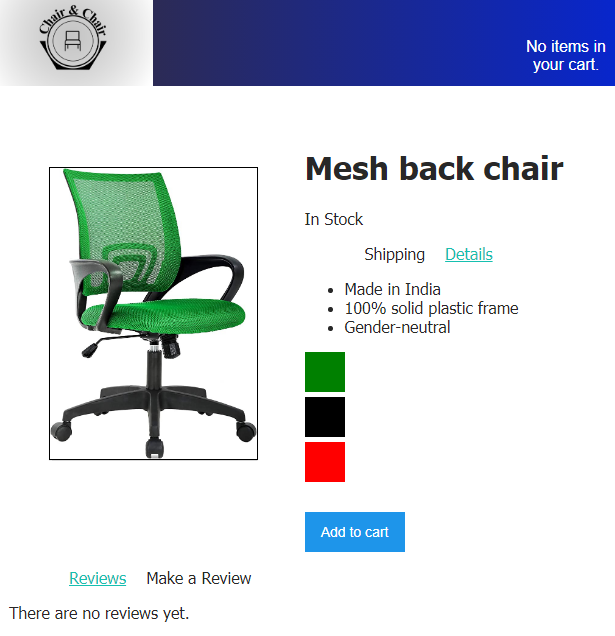 Chair & Chair
No items in
your cart.
Mesh back chair
In Stock
Shipping Details
Made in India
100% solid plastic frame
Gender-neutral
Add to cart
Reviews Make a Review
There are no reviews yet.